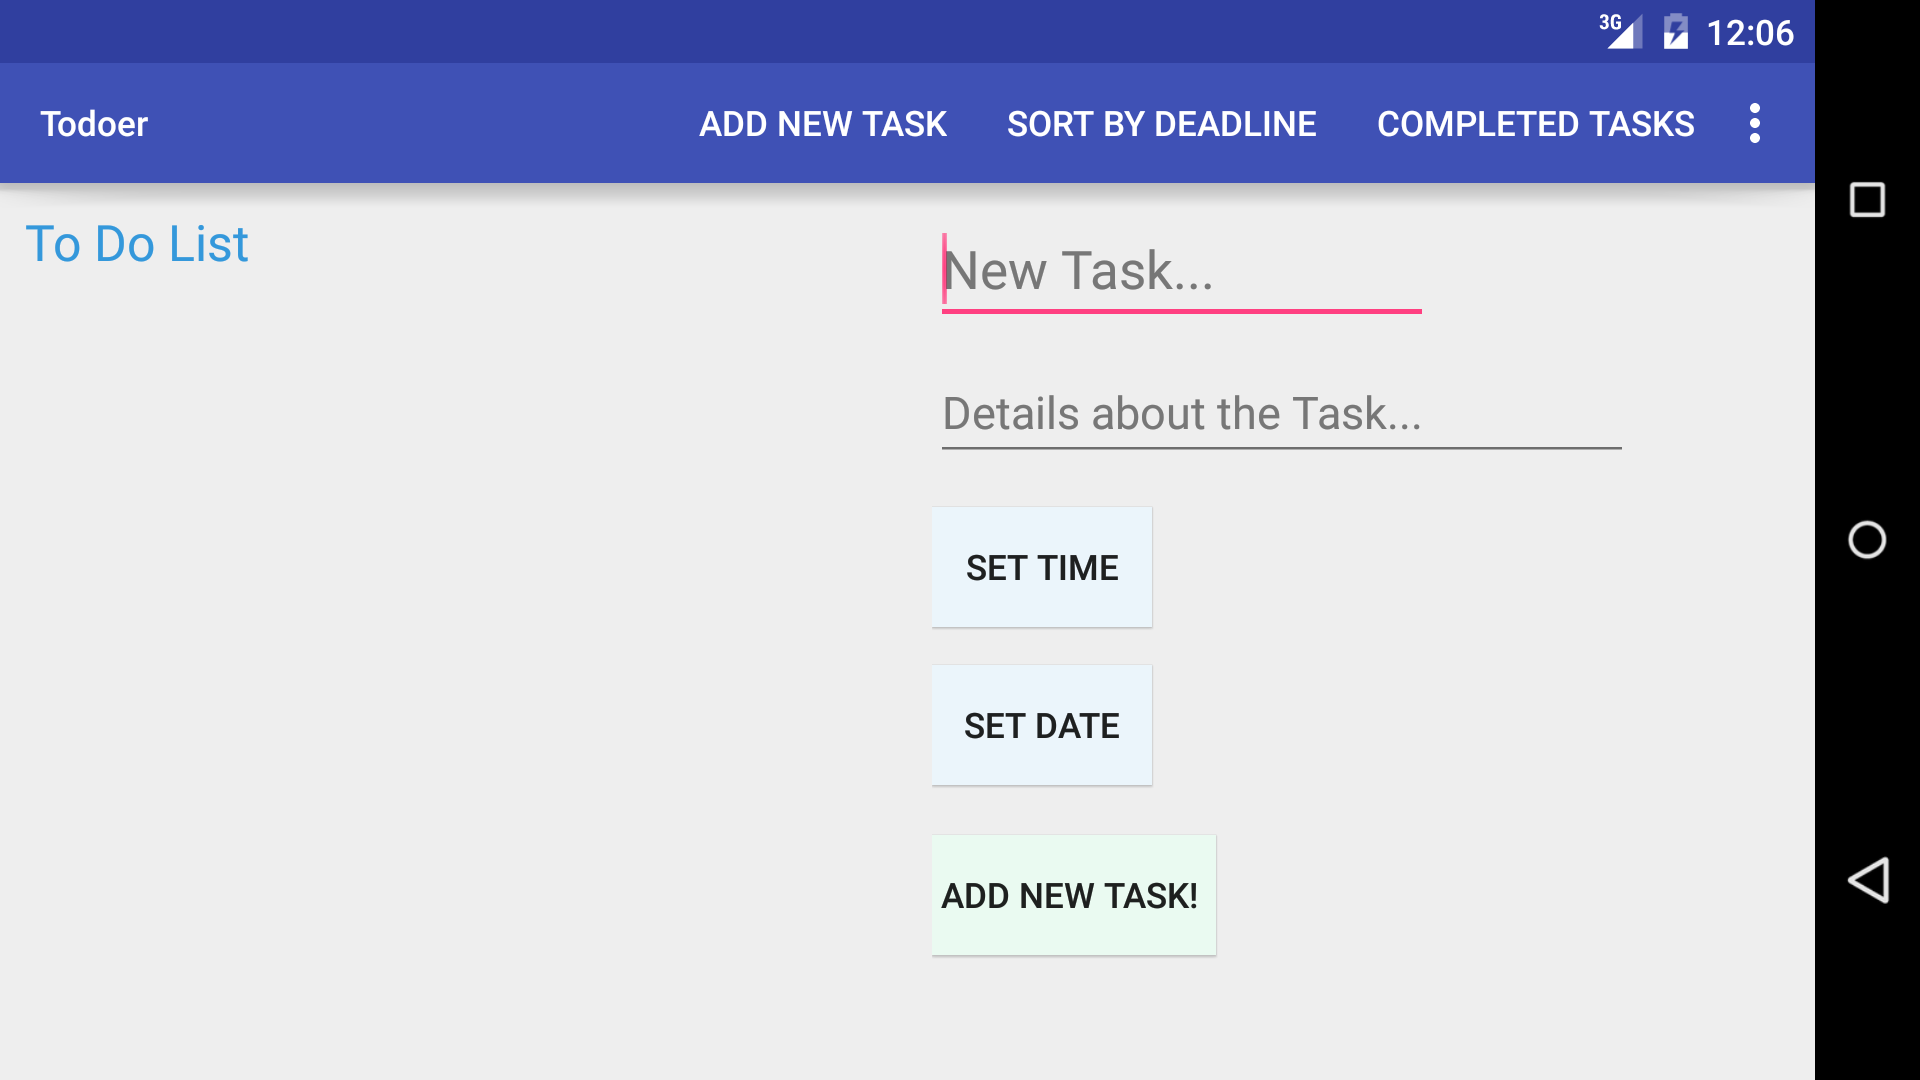 3G 12:06
Todoer ADD NEW TASK SORT BY DEADLINE COMPLETED TASKS
To Do List
New Task...
Details about the Task...
SET TIME
SET DATE
ADD NEW TASK!